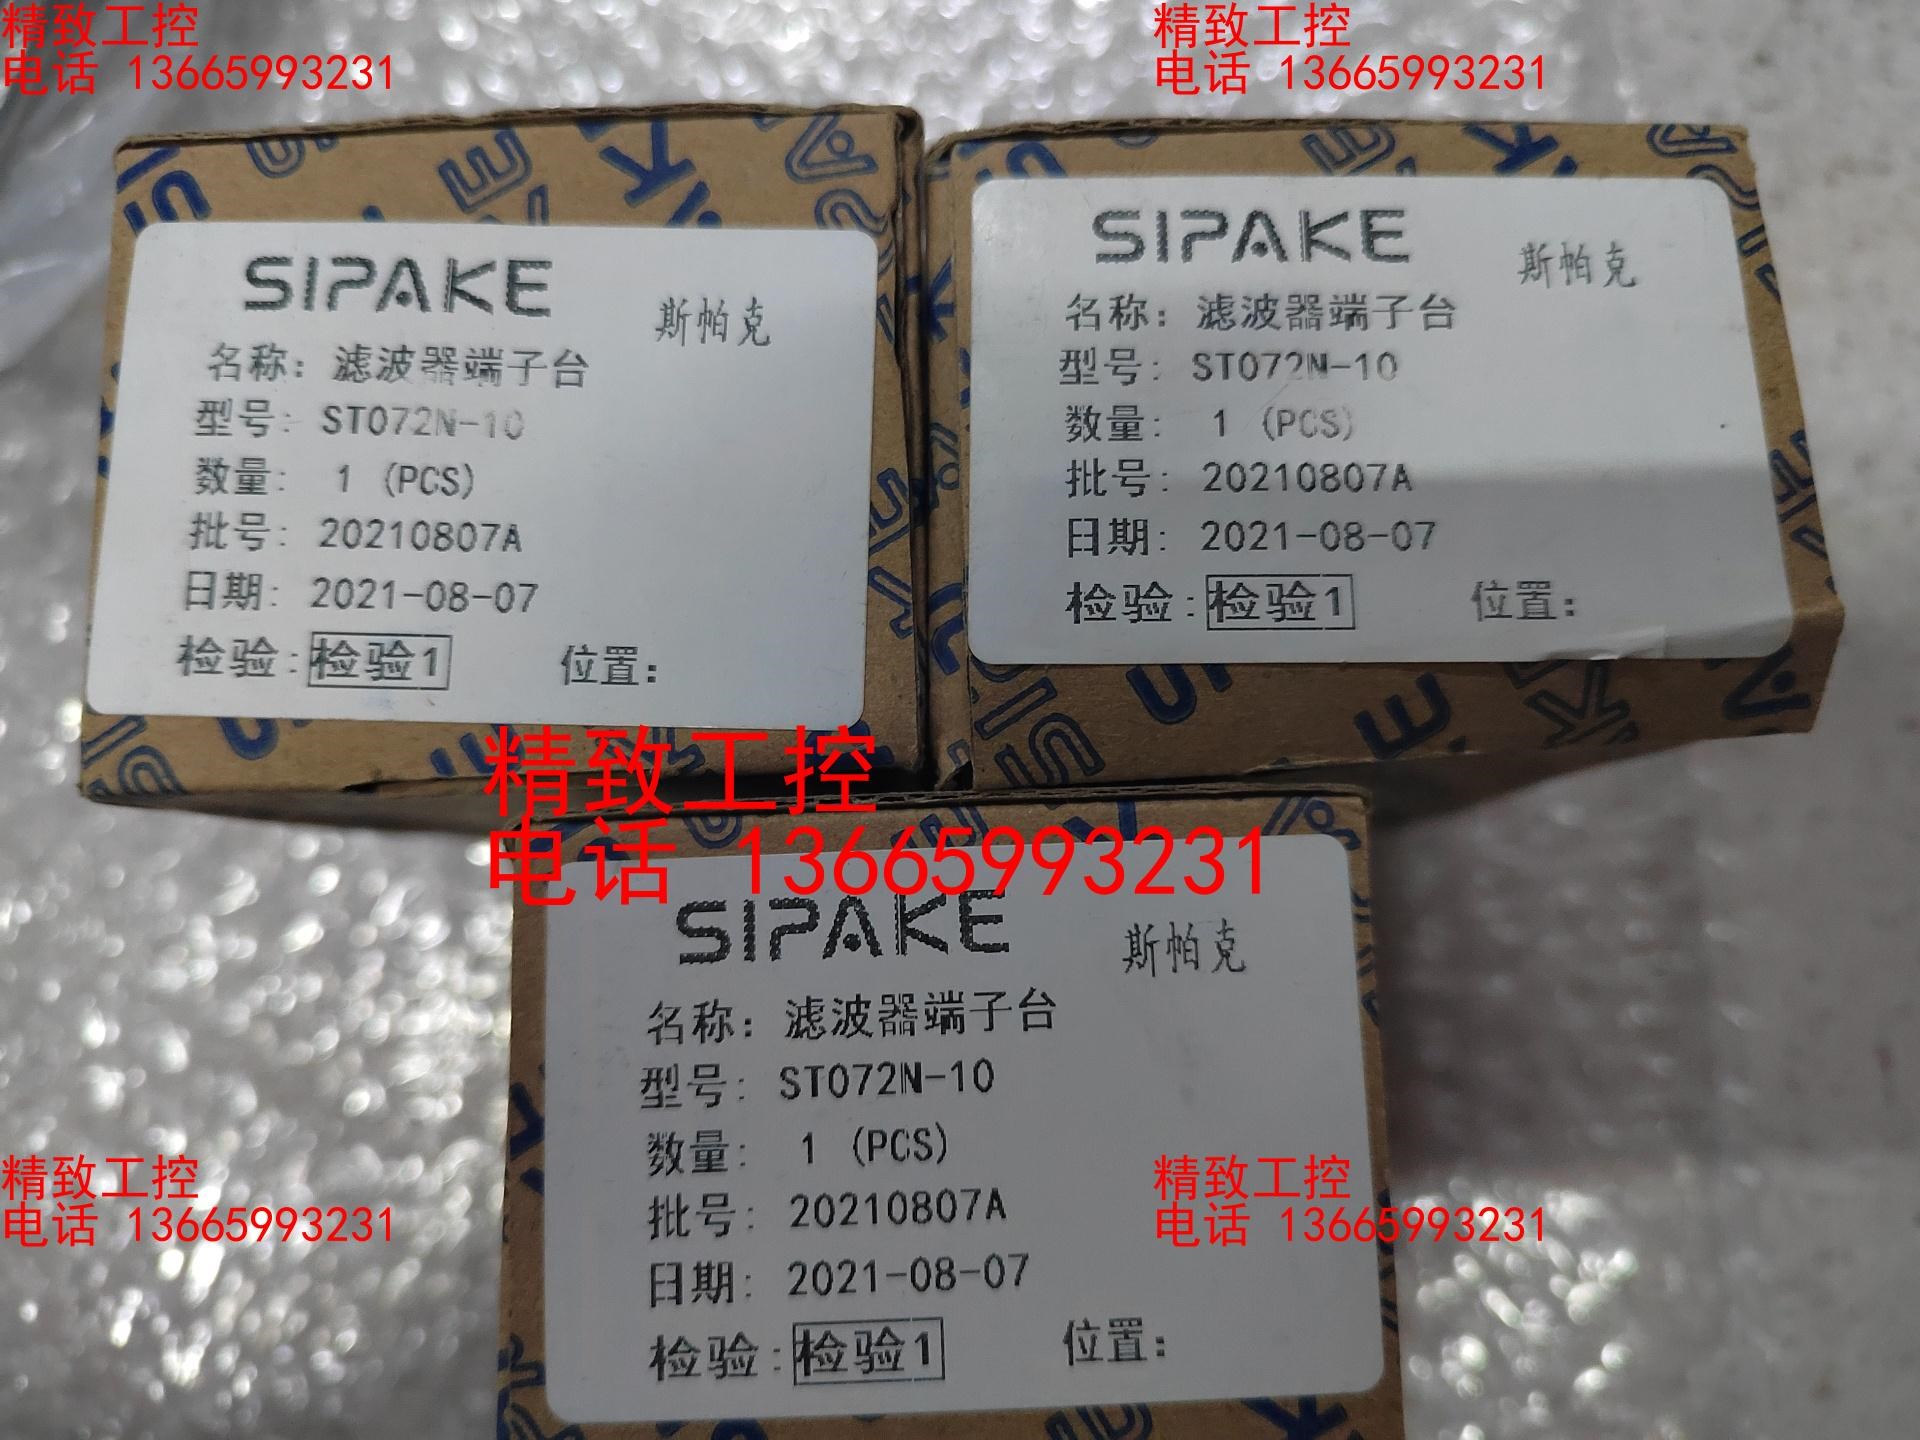 精致工控
电话 13665993231
精致工控
电话 13665993231
SIPAKE
斯帕克
名称: 滤波器端子台
型号: ST072N-10
数量: 1 (PCS)
批号: 20210807A
日期: 2021-08-07
检验: 检验1 位置:
SIPAKE
斯帕克
名称: 滤波器端子台
型号: ST072N-10
数量: 1 (PCS)
批号: 20210807A
日期: 2021-08-07
检验: 检验1 位置:
精致工控
电话 13665993231
SIPAKE
斯帕克
名称: 滤波器端子台
型号: ST072N-10
数量: 1 (PCS)
批号: 20210807A
日期: 2021-08-07
检验: 检验1 位置:
精致工控
电话 13665993231
精致工控
电话 13665993231